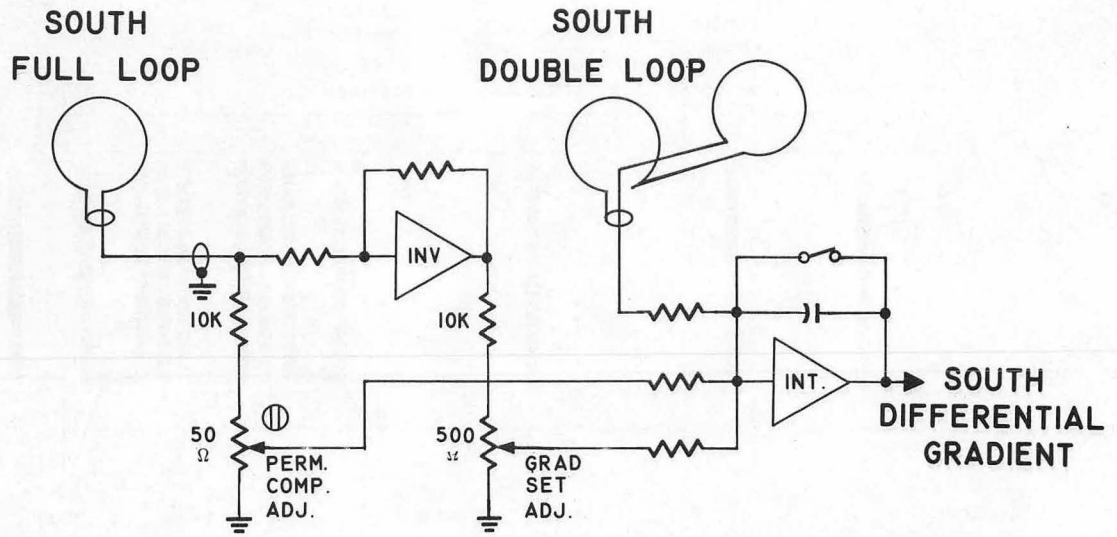 SOUTH
FULL LOOP
SOUTH
DOUBLE LOOP
INV
10K
10K
INT.
SOUTH
DIFFERENTIAL
GRADIENT
50
Ω
PERM.
COMP.
ADJ.
500
Ω
GRAD
SET
ADJ.